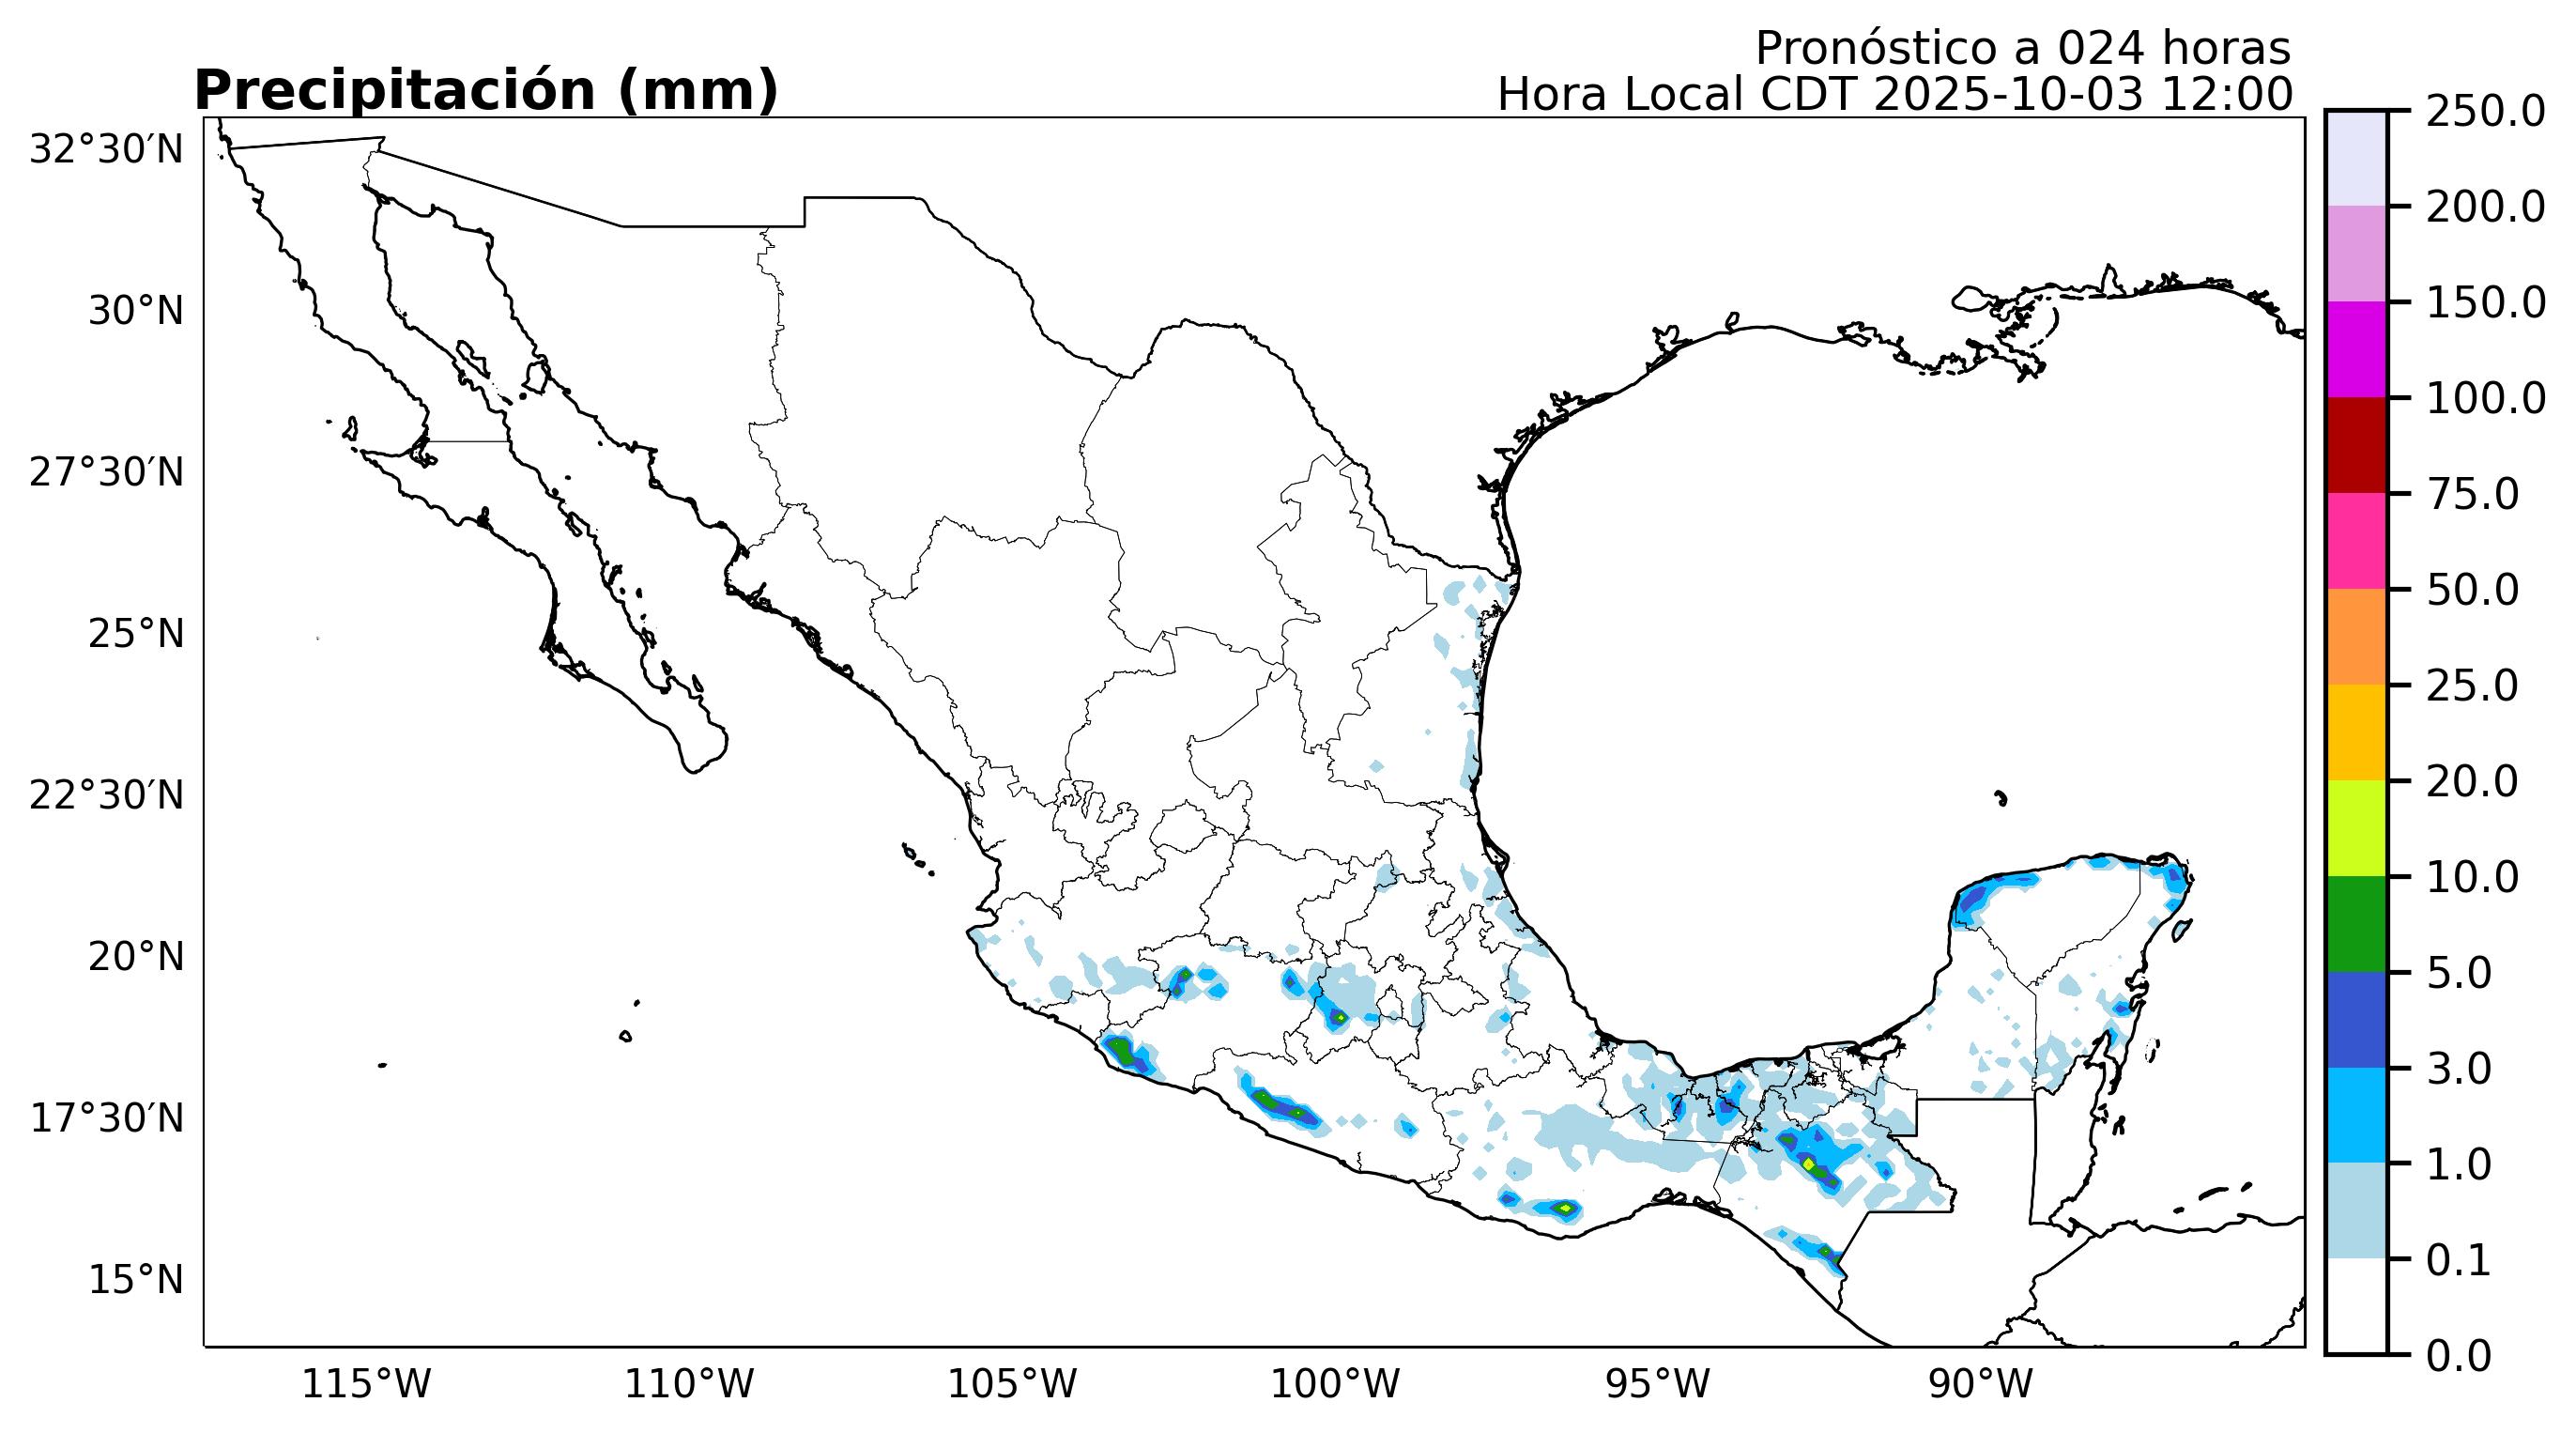 Pronóstico a 024 horas
Precipitación (mm)
Hora Local CDT 2025-10-03 12:00
32°30′N
30°N
27°30′N
25°N
22°30′N
20°N
17°30′N
15°N
115°W
110°W
105°W
100°W
95°W
90°W
250.0
200.0
150.0
100.0
75.0
50.0
25.0
20.0
10.0
5.0
3.0
1.0
0.1
0.0